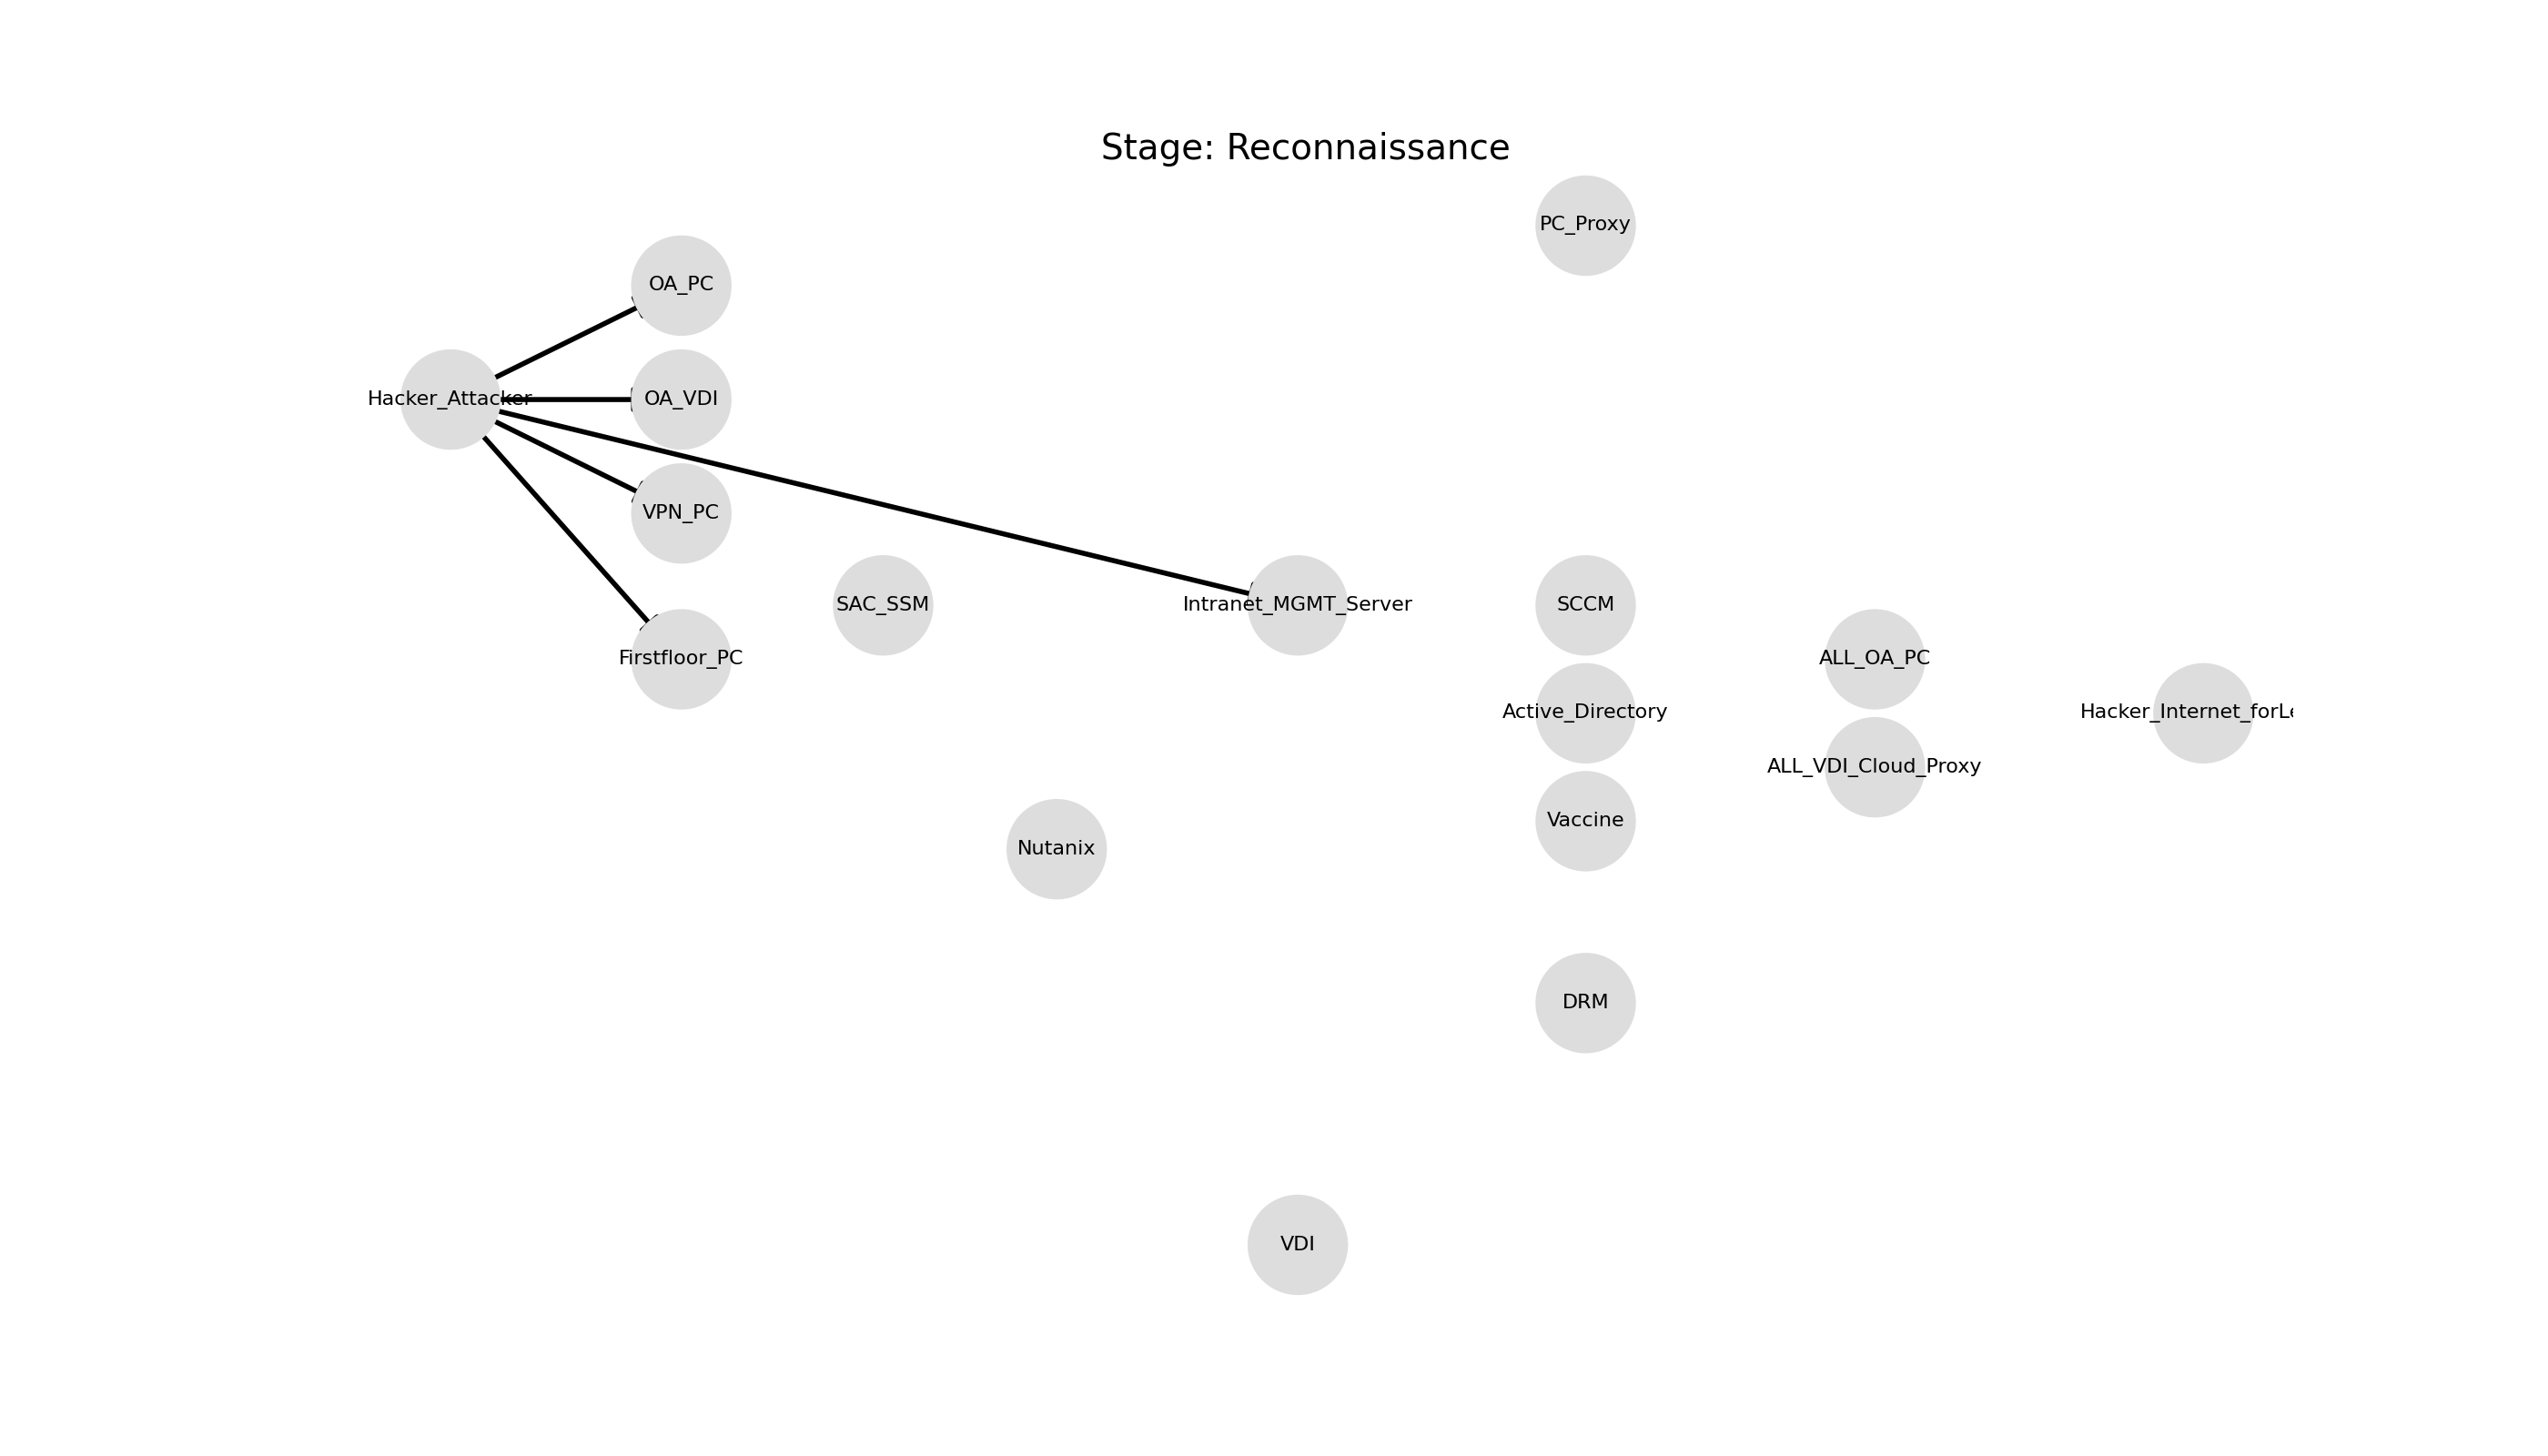 Stage: Reconnaissance
PC_Proxy
OA_PC
Hacker_Attacker
OA_VDI
VPN_PC
SAC_SSM
Intranet_MGMT_Server
SCCM
Firstfloor_PC
ALL_OA_PC
Active_Directory
Hacker_Internet_forL
ALL_VDI_Cloud_Proxy
Vaccine
Nutanix
DRM
VDI